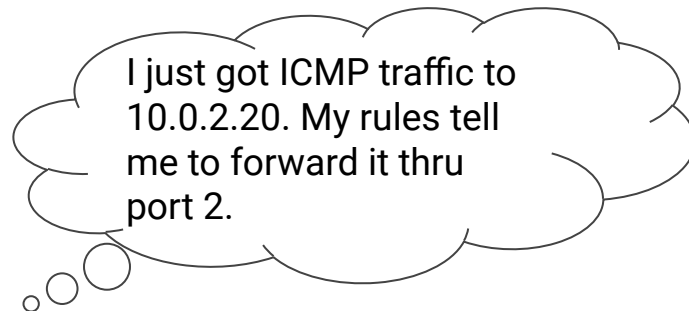 I just got ICMP traffic to
10.0.2.20. My rules tell
me to forward it thru
port 2.